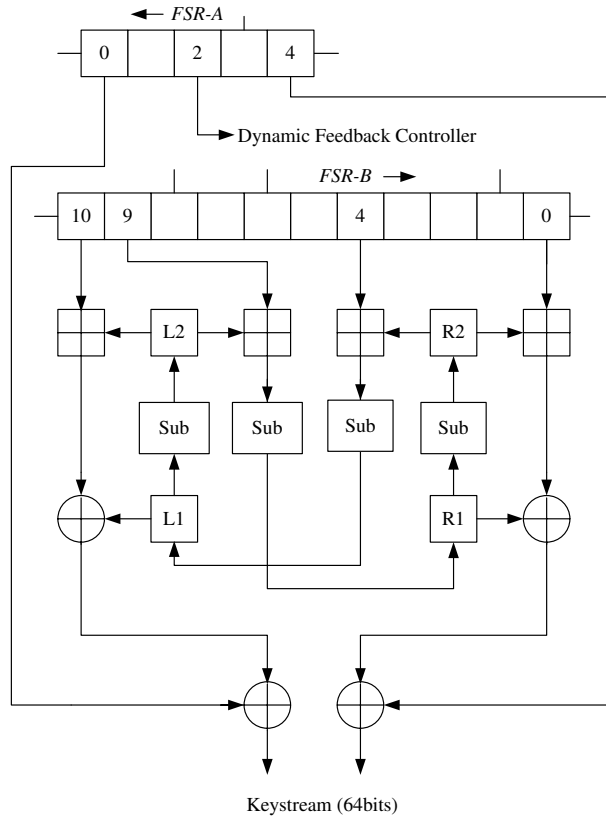 FSR-A
0 2 4
Dynamic Feedback Controller
FSR-B
10 9 4 0
L2 R2
Sub Sub Sub Sub
L1 R1
Keystream (64bits)